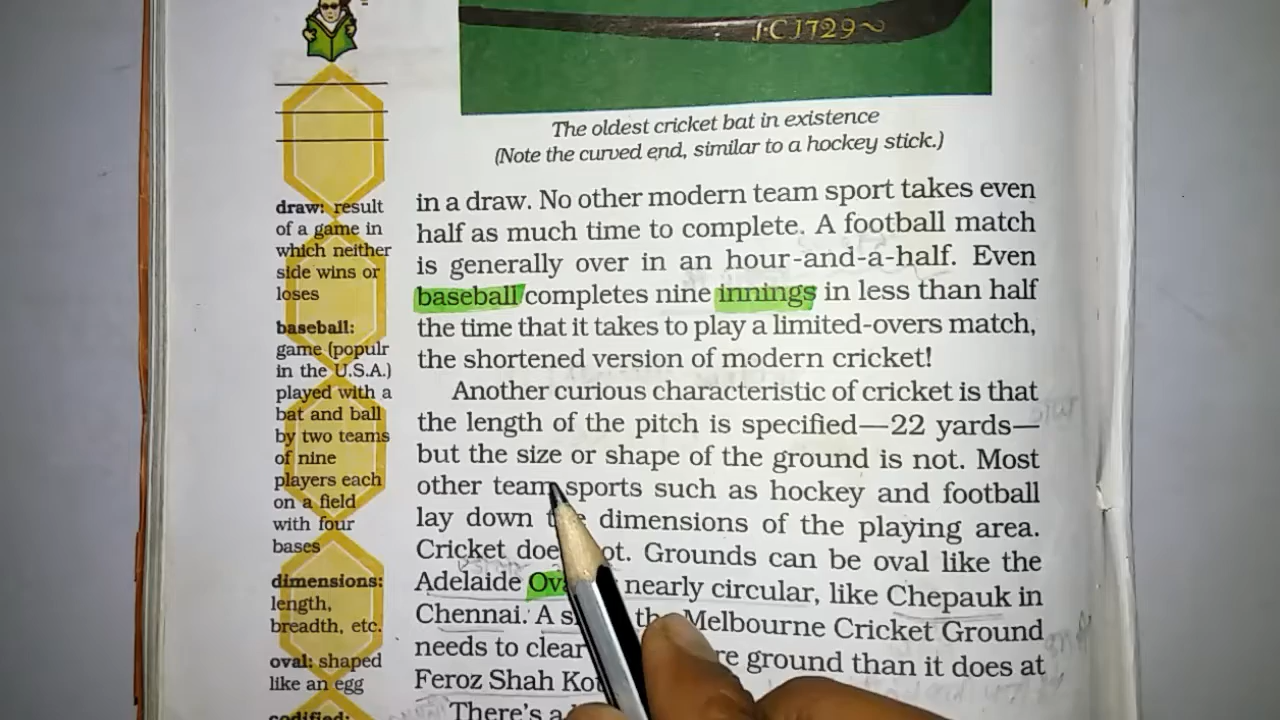 J·C 1729
The oldest cricket bat in existence
(Note the curved end, similar to a hockey stick.)
draw: result
of a game in
which neither
side wins or
loses
baseball:
game (populr
in the U.S.A.)
played with a
bat and ball
by two teams
of nine
players each
on a field
with four
bases
dimensions:
length,
breadth, etc.
oval: shaped
like an egg
codified:
in a draw. No other modern team sport takes even
half as much time to complete. A football match
is generally over in an hour-and-a-half. Even
baseball completes nine innings in less than half
the time that it takes to play a limited-overs match,
the shortened version of modern cricket!
Another curious characteristic of cricket is that
the length of the pitch is specified—22 yards—
but the size or shape of the ground is not. Most
other team sports such as hockey and football
lay down dimensions of the playing area.
Cricket Grounds can be oval like the
Adelaide nearly circular, like Chepauk in
Chennai. A Melbourne Cricket Ground
needs to clear ground than it does at
Feroz Shah
There's a